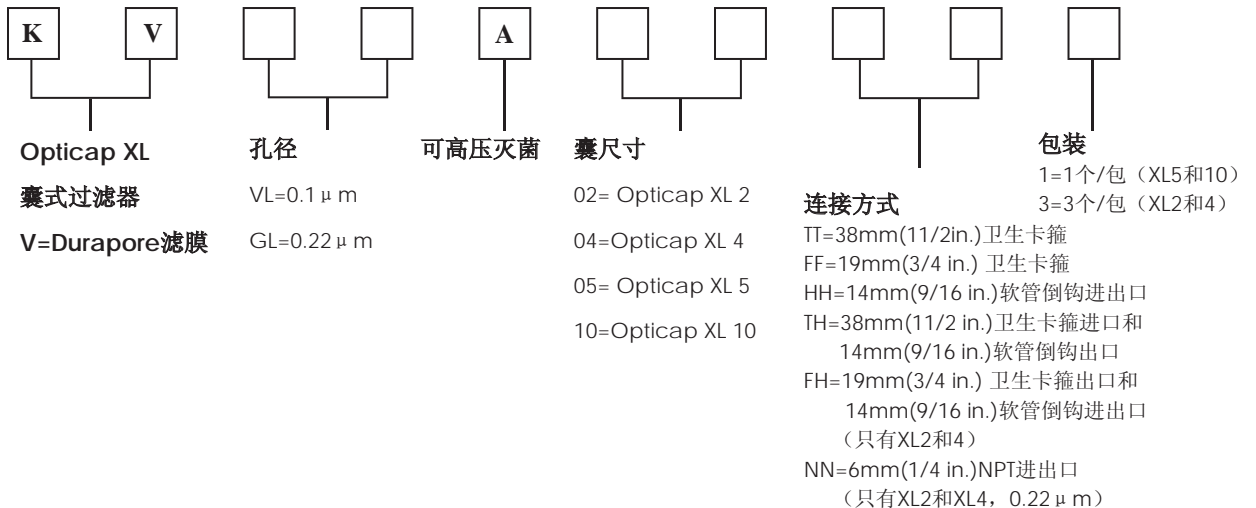 K V A
Opticap XL
囊式过滤器
V=Durapore滤膜
孔径
VL=0.1μm
GL=0.22μm
可高压灭菌
囊尺寸
02= Opticap XL 2
04=Opticap XL 4
05= Opticap XL 5
10=Opticap XL 10
连接方式
TT=38mm(11/2in.)卫生卡箍
FF=19mm(3/4 in.) 卫生卡箍
HH=14mm(9/16 in.)软管倒钩进出口
TH=38mm(11/2 in.)卫生卡箍进口和
14mm(9/16 in.)软管倒钩出口
FH=19mm(3/4 in.) 卫生卡箍出口和
14mm(9/16 in.)软管倒钩进出口
（只有XL2和4）
NN=6mm(1/4 in.)NPT进出口
（只有XL2和XL4，0.22μm）
包装
1=1个/包（XL5和10）
3=3个/包（XL2和4）